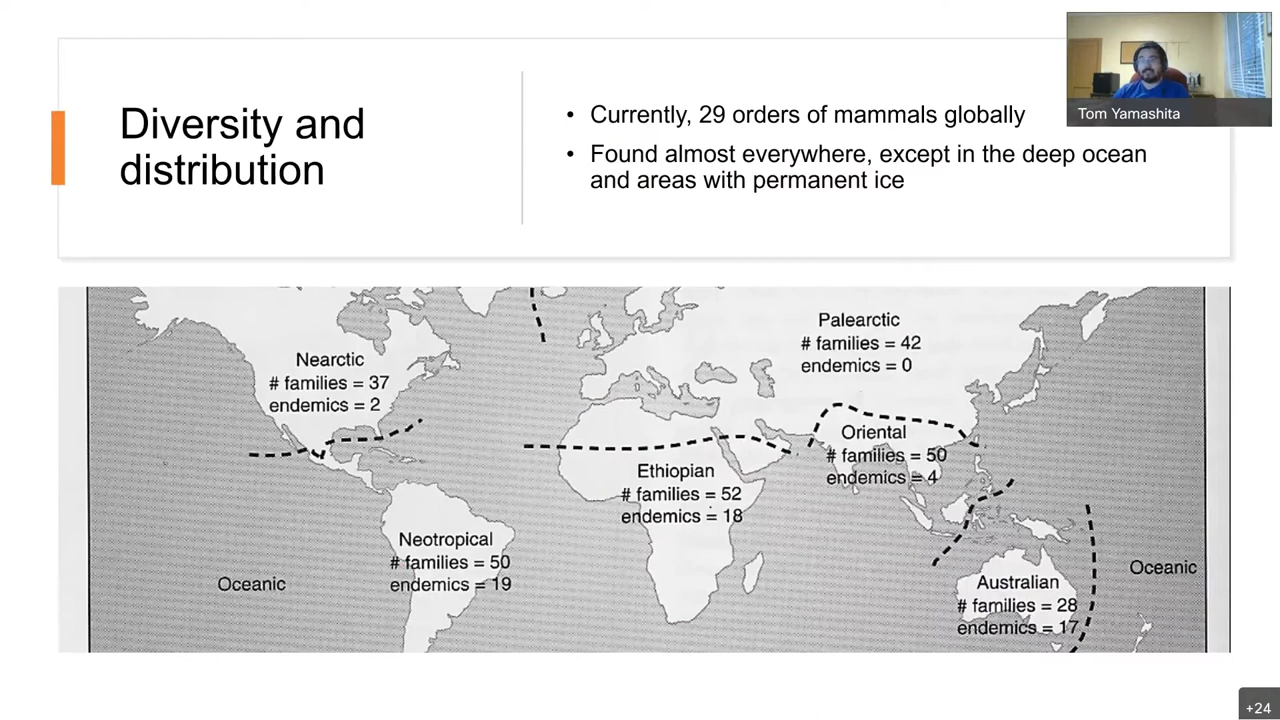 Diversity and
distribution
• Currently, 29 orders of mammals globally
• Found almost everywhere, except in the deep ocean
and areas with permanent ice
Tom Yamashita
Nearctic
# families = 37
endemics = 2
Palearctic
# families = 42
endemics = 0
Oriental
# families = 50
endemics = 4
Ethiopian
# families = 52
endemics = 18
Neotropical
# families = 50
endemics = 19
Oceanic
Australian
# families = 28
endemics = 17
Oceanic
+24